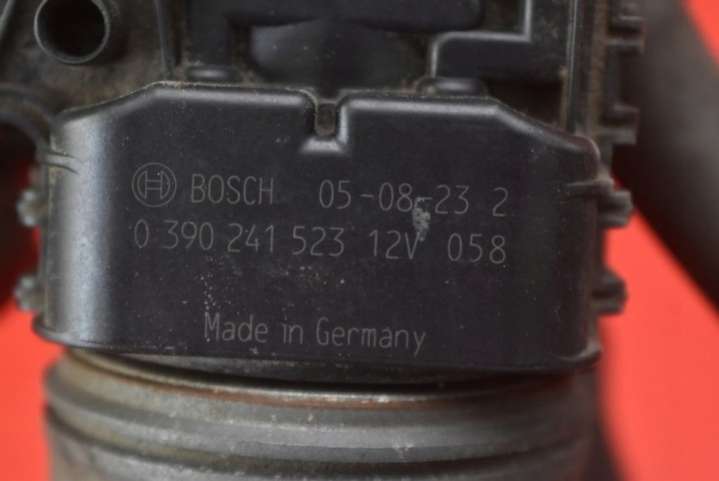 BOSCH 05-08-23 2
0 390 241 523 12V 058
Made in Germany